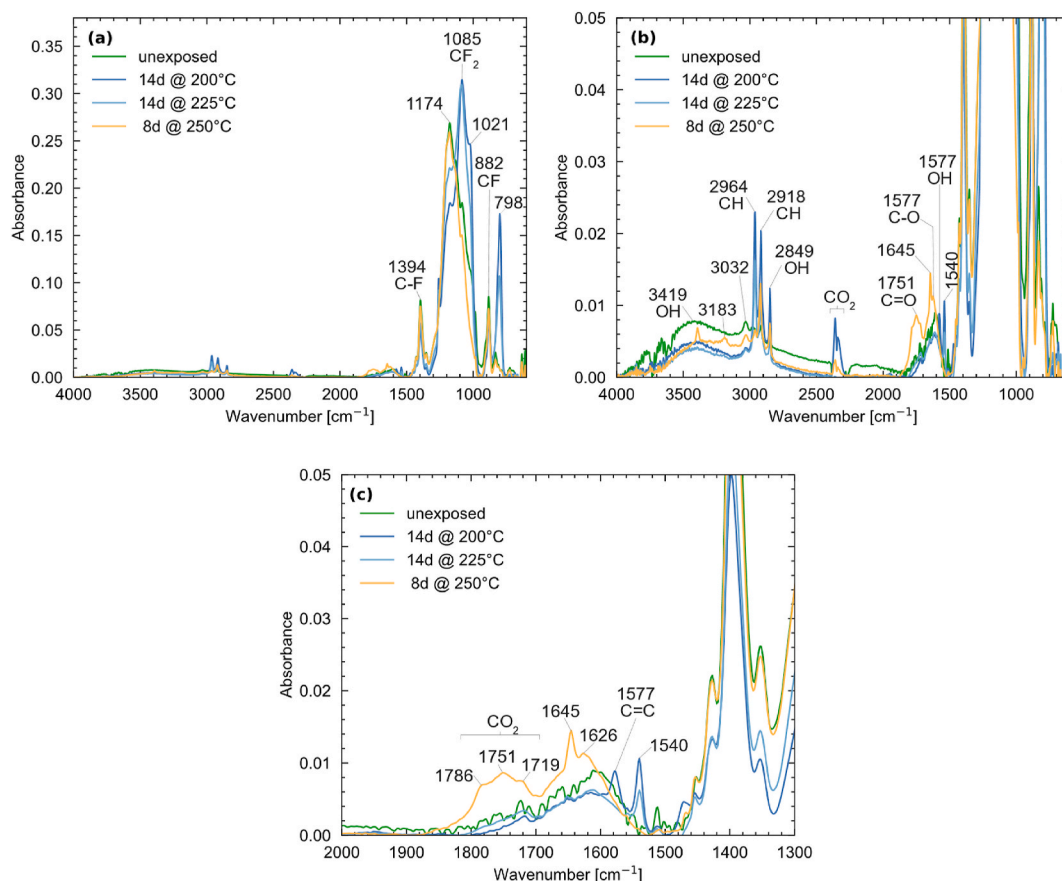 (a)
unexposed
14d @ 200°C
14d @ 225°C
8d @ 250°C
1085
CF₂
1174
1021
882
CF
798
1394
C-F
0.35
0.30
0.25
0.20
0.15
0.10
0.05
0.00
Absorbance
4000 3500 3000 2500 2000 1500 1000
Wavenumber [cm⁻¹]
(b)
unexposed
14d @ 200°C
14d @ 225°C
8d @ 250°C
1577
OH
2964
CH
2918
CH
1577
C-O
2849
OH
1645
1540
3032
1751
C=O
3419
OH
3183
CO₂
0.05
0.04
0.03
0.02
0.01
0.00
Absorbance
4000 3500 3000 2500 2000 1500 1000
Wavenumber [cm⁻¹]
(c)
unexposed
14d @ 200°C
14d @ 225°C
8d @ 250°C
1577
C=C
1645
CO₂
1626
1540
1751
1719
1786
0.05
0.04
0.03
0.02
0.01
0.00
Absorbance
2000 1900 1800 1700 1600 1500 1400 1300
Wavenumber [cm⁻¹]